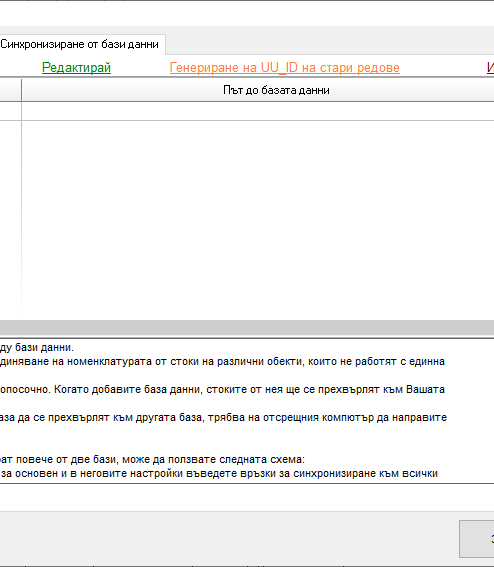 Синхронизиране от бази данни
Редактирай Генериране на UU_ID на стари редове
Път до базата данни
ду бази данни.
диняване на номенклатурата от стоки на различни обекти, които не работят с единна
опосочно. Когато добавите база данни, стоките от нея ще се прехвърлят към Вашата
аза да се прехвърлят към другата база, трябва на отсрещния компютър да направите
ат повече от две бази, може да ползвате следната схема:
за основен и в неговите настройки въведете връзки за синхронизиране към всички